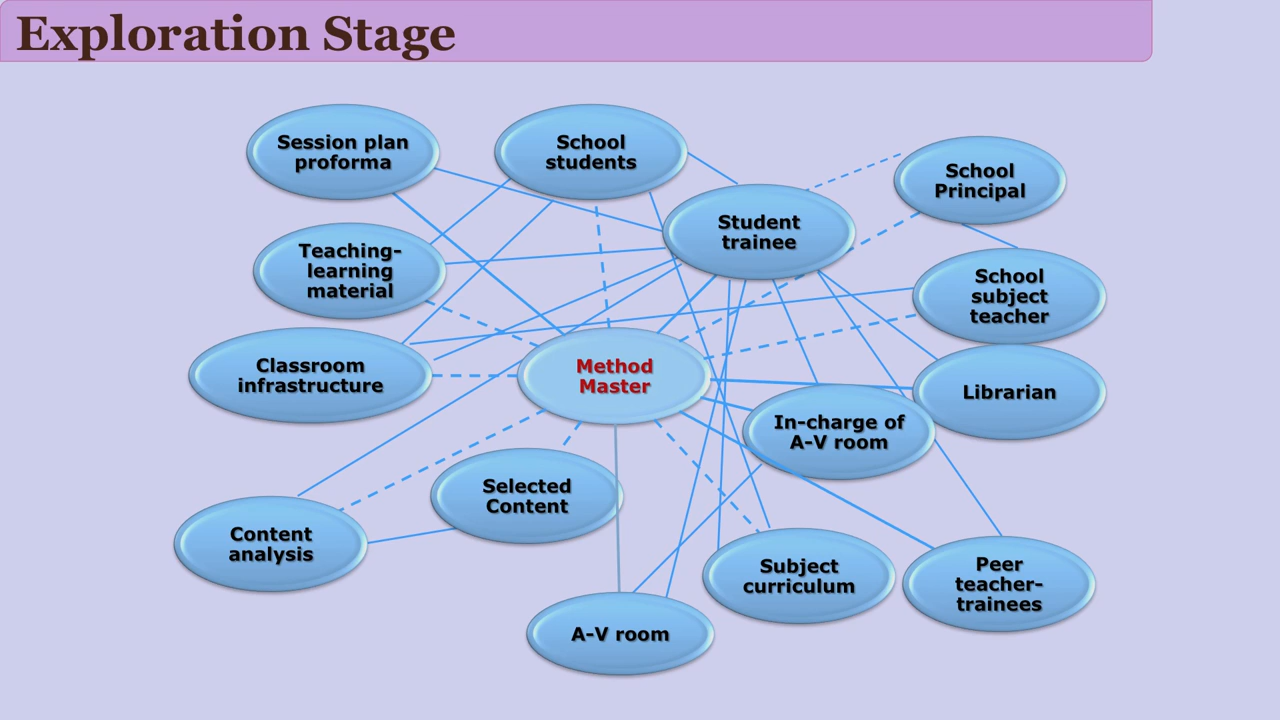 Exploration Stage
Session plan
proforma
School
students
School
Principal
Student
trainee
Teaching-
learning
material
School
subject
teacher
Classroom
infrastructure
Method
Master
Librarian
In-charge of
A-V room
Selected
Content
Content
analysis
Subject
curriculum
Peer
teacher-
trainees
A-V room